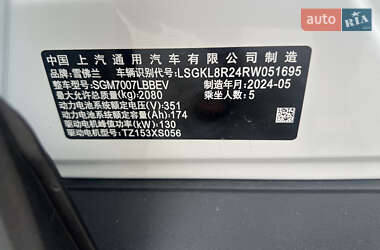 auto RIA
中国上汽通用汽车有限公司制造
品牌:雪佛兰 车辆识别代号:LSGKL8R24RW051695
整车型号:SGM7007LBBEV 制造年月:2024-05
最大允许总质量(kg):2080 乘坐人数:5
动力电池系统额定电压(V):351
动力电池系统额定容量(Ah):174
驱动电机峰值功率(kW):130
驱动电机型号:TZ153XS056